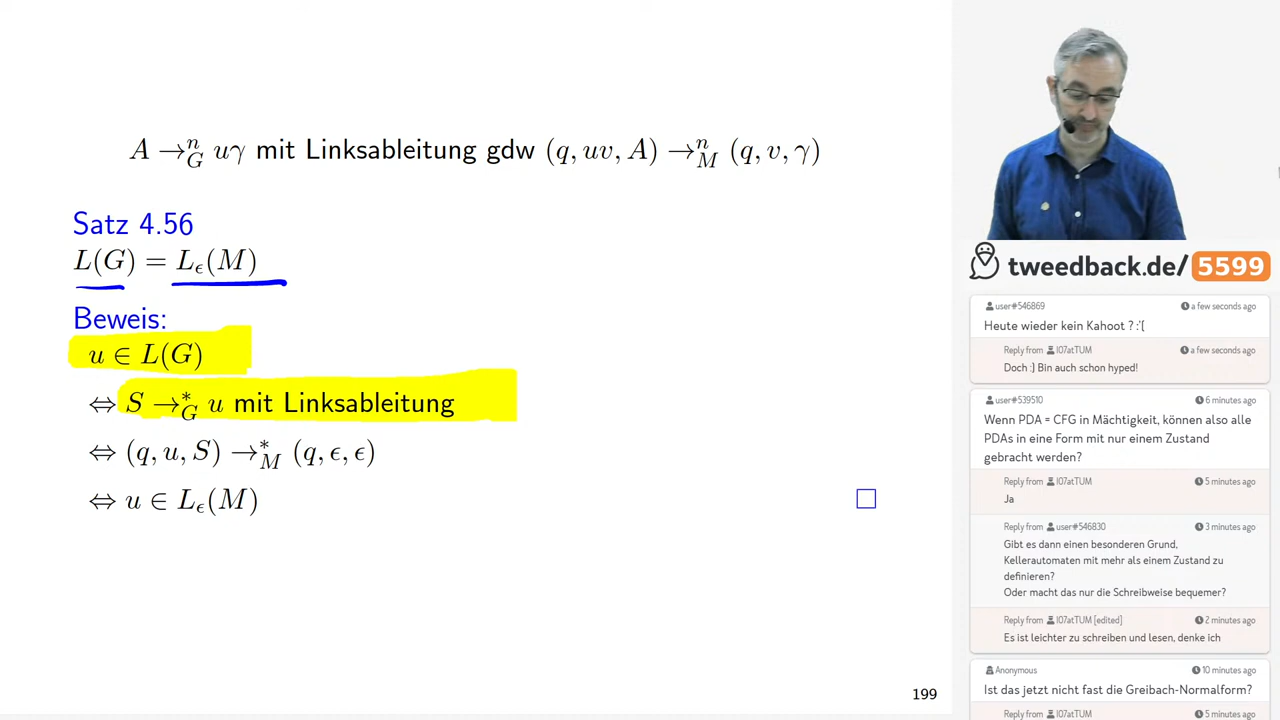 A →ⁿ_G uγ mit Linksableitung gdw (q, uv, A) →ⁿ_M (q, v, γ)
Satz 4.56
L(G) = L_ϵ(M)
Beweis:
u ∈ L(G)
⇔ S →*_G u mit Linksableitung
⇔ (q, u, S) →*_M (q, ϵ, ϵ)
⇔ u ∈ L_ϵ(M)
□
199
tweedback.de/ 5599
user#546869 a few seconds ago
Heute wieder kein Kahoot ? :'[
Reply from I07atTUM a few seconds ago
Doch :] Bin auch schon hyped!
user#539510 6 minutes ago
Wenn PDA = CFG in Mächtigkeit, können also alle
PDAs in eine Form mit nur einem Zustand
gebracht werden?
Reply from I07atTUM 5 minutes ago
Ja
Reply from user#546830 3 minutes ago
Gibt es dann einen besonderen Grund,
Kellerautomaten mit mehr als einem Zustand zu
definieren?
Oder macht das nur die Schreibweise bequemer?
Reply from I07atTUM [edited] 2 minutes ago
Es ist leichter zu schreiben und lesen, denke ich
Anonymous 10 minutes ago
Ist das jetzt nicht fast die Greibach-Normalform?
Reply from I07atTUM 5 minutes ago